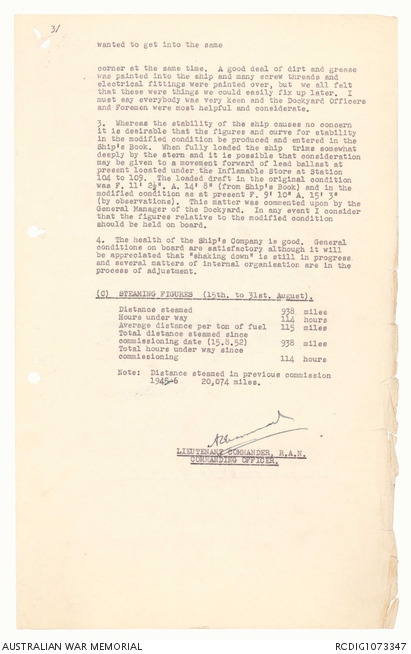 31
wanted to get into the same
corner at the same time. A good deal of dirt and grease
was painted into the ship and many screw threads and
electrical fittings were painted over, but we all felt
that these were things we could easily fix up later. I
must say everybody was very keen and the Dockyard Officers
and Foremen were most helpful and considerate.
3. Whereas the stability of the ship causes no concern
it is desirable that the figures and curve for stability
in the modified condition be produced and entered in the
Ship's Book. When fully loaded the ship trims somewhat
deeply by the stern and it is possible that consideration
may be given to a movement forward of lead ballast at
present located under the Inflamable Store at Station
104 to 109. The loaded draft in the original condition
was F. 11' 2½" A. 14' 8" (from Ship's Book) and in the
modified condition as at present F. 9' 10" A. 15' 3"
(by observations). This matter was commented upon by the
General Manager of the Dockyard. In any event I consider
that the figures relative to the modified condition
should be held on board.
4. The health of the Ship's Company is good. General
conditions on board are satisfactory although it will
be appreciated that "shaking down" is still in progress
and several matters of internal organisation are in the
process of adjustment.
(C) STEAMING FIGURES (15th. to 31st. August).
Distance steamed 938 miles
Hours under way 114 hours
Average distance per ton of fuel 115 miles
Total distance steamed since
commissioning date (15.8.52) 938 miles
Total hours under way since
commissioning 114 hours
Note: Distance steamed in previous commission
1945-6 20,074 miles.
LIEUTENANT COMMANDER, R.A.N.
COMMANDING OFFICER.
AUSTRALIAN WAR MEMORIAL
RCDIG1073347